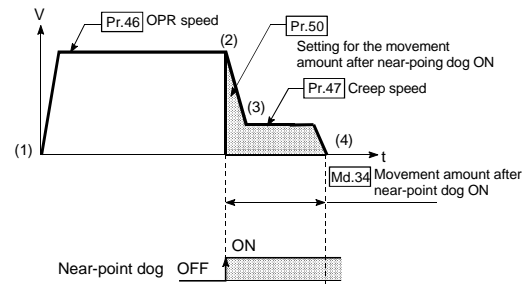 V
Pr.46 OPR speed
(2)
Pr.50
Setting for the movement
amount after near-poing dog ON
(3)
Pr.47 Creep speed
(1)
(4)
t
Md.34 Movement amount after
near-point dog ON
ON
Near-point dog OFF